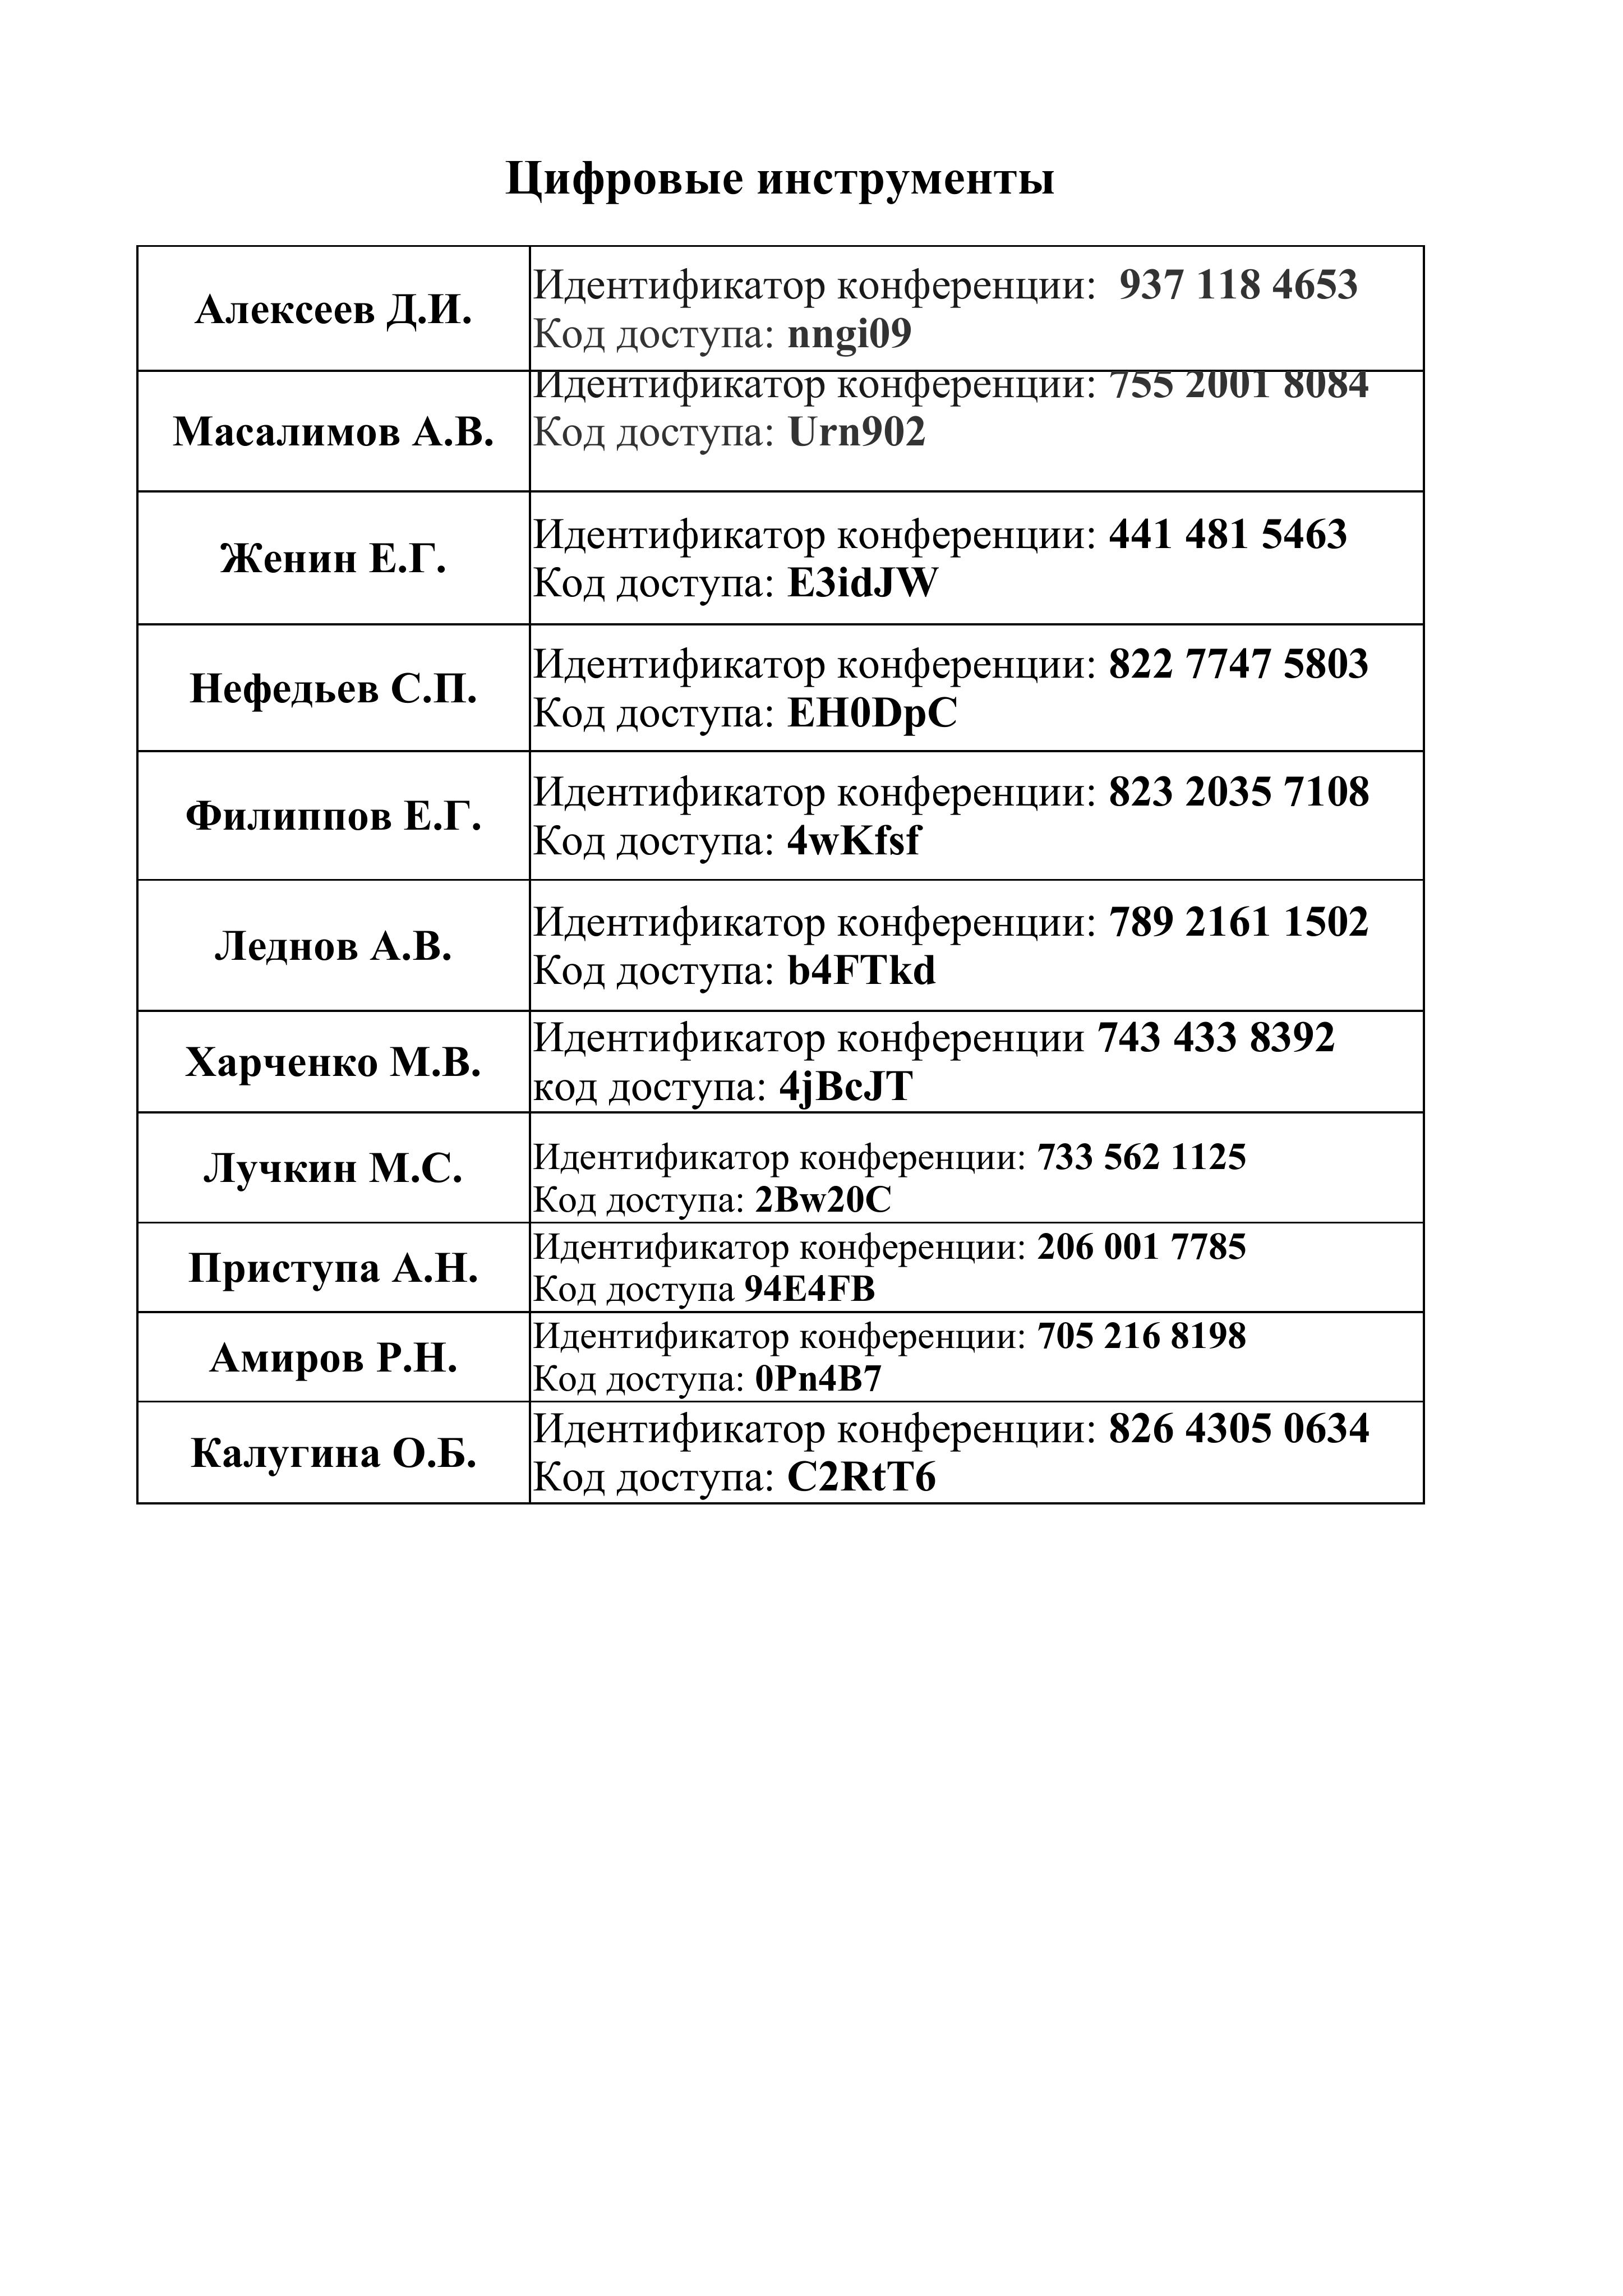 Цифровые инструменты
Алексеев Д.И.
Идентификатор конференции: 937 118 4653
Код доступа: nngi09
Масалимов А.В.
Идентификатор конференции: 755 2001 8084
Код доступа: Urn902
Женин Е.Г.
Идентификатор конференции: 441 481 5463
Код доступа: E3idJW
Нефедьев С.П.
Идентификатор конференции: 822 7747 5803
Код доступа: EH0DpC
Филиппов Е.Г.
Идентификатор конференции: 823 2035 7108
Код доступа: 4wKfsf
Леднов А.В.
Идентификатор конференции: 789 2161 1502
Код доступа: b4FTkd
Харченко М.В.
Идентификатор конференции 743 433 8392
код доступа: 4jBcJT
Лучкин М.С.
Идентификатор конференции: 733 562 1125
Код доступа: 2Bw20C
Приступа А.Н.
Идентификатор конференции: 206 001 7785
Код доступа 94E4FB
Амиров Р.Н.
Идентификатор конференции: 705 216 8198
Код доступа: 0Pn4B7
Калугина О.Б.
Идентификатор конференции: 826 4305 0634
Код доступа: C2RtT6